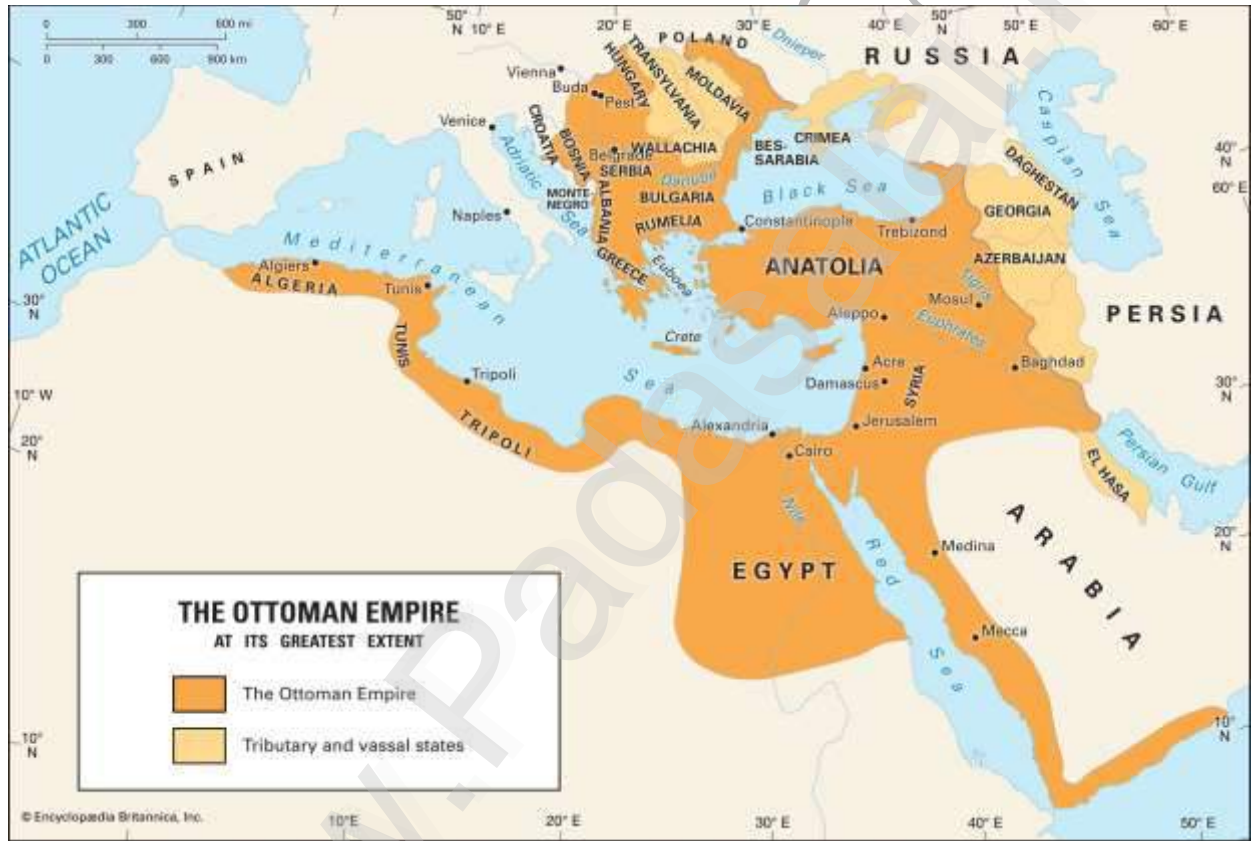 0 300 600 mi
0 300 600 900 km
50° N
10° E
20° E
30° E
40° E
50° N
50° E
60° E
POLAND
Dnieper
RUSSIA
Vienna
Buda
Pest
HUNGARY
TRANSYLVANIA
MOLDAVIA
Venice
CROATIA
BOSNIA
Belgrade
WALLACHIA
BES-
SARABIA
CRIMEA
Caspian Sea
DAGHESTAN
40° N
60° E
SPAIN
Adriatic Sea
SERBIA
Danube
MONTE-
NEGRO
ALBANIA
BULGARIA
Black Sea
GEORGIA
Naples
RUMELIA
Constantinople
Trebizond
ATLANTIC
OCEAN
Mediterranean Sea
GREECE
Euboea
ANATOLIA
AZERBAIJAN
Algiers
ALGERIA
Tunis
Tigris
Mosul
30° N
Aleppo
Euphrates
PERSIA
TUNIS
Crete
Tripoli
Acre
Damascus
SYRIA
Baghdad
30° N
10° W
20° N
TRIPOLI
Alexandria
Jerusalem
Cairo
Persian Gulf
EL HASA
Nile
ARABIA
20° N
Medina
EGYPT
Red Sea
Mecca
THE OTTOMAN EMPIRE
AT ITS GREATEST EXTENT
The Ottoman Empire
Tributary and vassal states
10° N
10° N
© Encyclopædia Britannica, Inc.
10°E
20° E
30° E
40° E
50° E